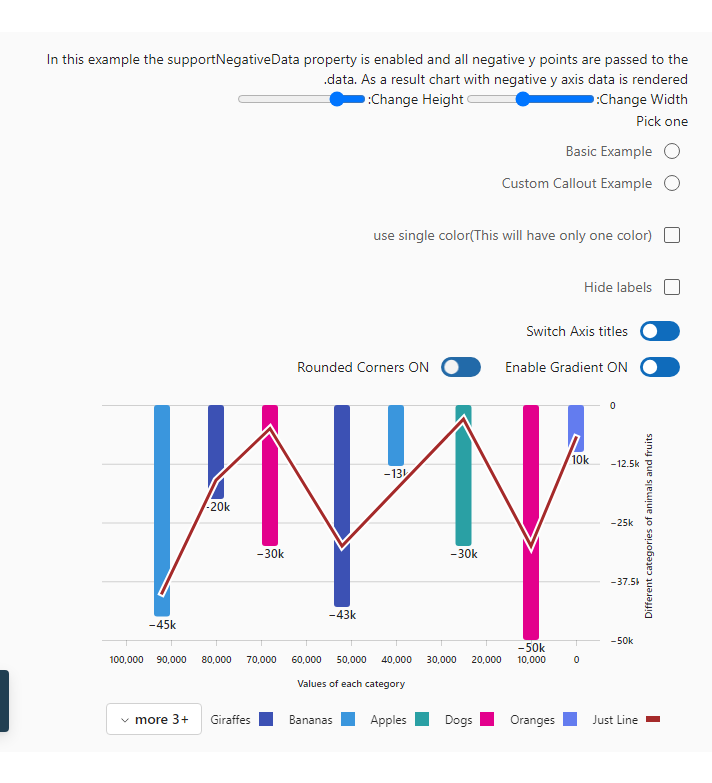 In this example the supportNegativeData property is enabled and all negative y points are passed to the
.data. As a result chart with negative y axis data is rendered
:Change Height :Change Width
Pick one
Basic Example
Custom Callout Example
use single color(This will have only one color)
Hide labels
Switch Axis titles
Rounded Corners ON Enable Gradient ON
0
10k
−12.5k
−13k
−20k
−25k
−30k
−30k
−37.5k
−43k
−45k
−50k
−50k
Different categories of animals and fruits
100,000 90,000 80,000 70,000 60,000 50,000 40,000 30,000 20,000 10,000 0
Values of each category
more 3+ Giraffes Bananas Apples Dogs Oranges Just Line